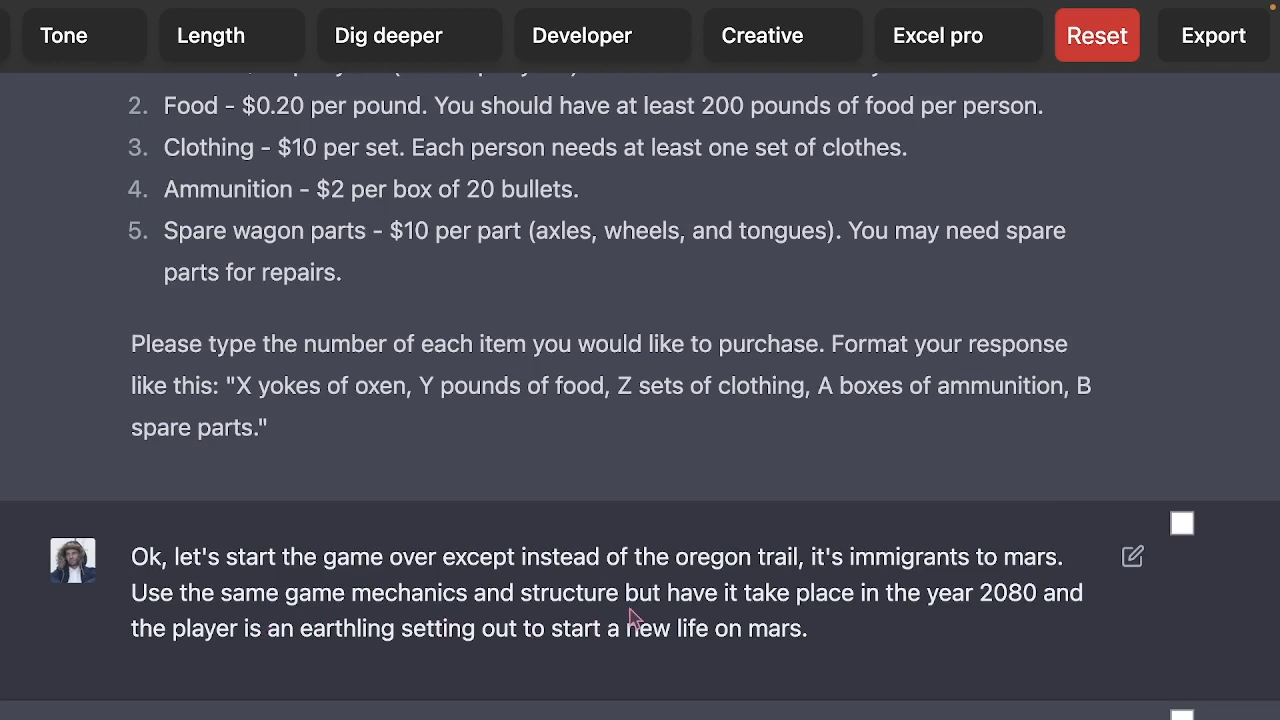 Tone Length Dig deeper Developer Creative Excel pro Reset Export
2. Food - $0.20 per pound. You should have at least 200 pounds of food per person.
3. Clothing - $10 per set. Each person needs at least one set of clothes.
4. Ammunition - $2 per box of 20 bullets.
5. Spare wagon parts - $10 per part (axles, wheels, and tongues). You may need spare
parts for repairs.
Please type the number of each item you would like to purchase. Format your response
like this: "X yokes of oxen, Y pounds of food, Z sets of clothing, A boxes of ammunition, B
spare parts."
Ok, let's start the game over except instead of the oregon trail, it's immigrants to mars.
Use the same game mechanics and structure but have it take place in the year 2080 and
the player is an earthling setting out to start a new life on mars.